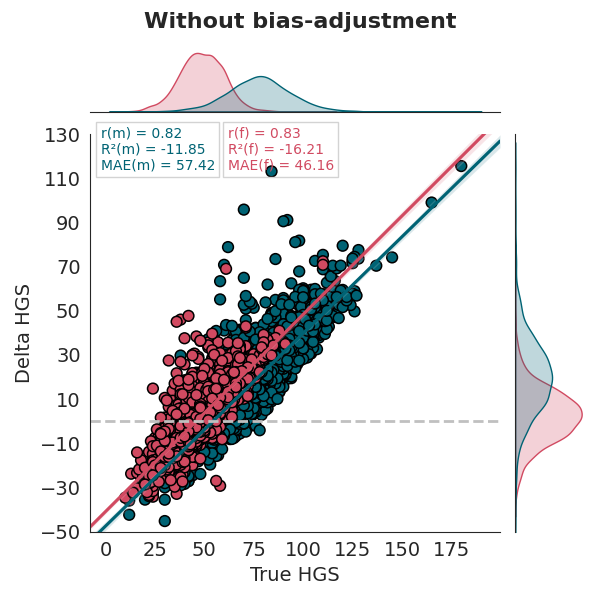 Without bias-adjustment
r(m) = 0.82
R²(m) = -11.85
MAE(m) = 57.42
r(f) = 0.83
R²(f) = -16.21
MAE(f) = 46.16
130
110
90
70
50
30
10
−10
−30
−50
Delta HGS
0 25 50 75 100 125 150 175
True HGS